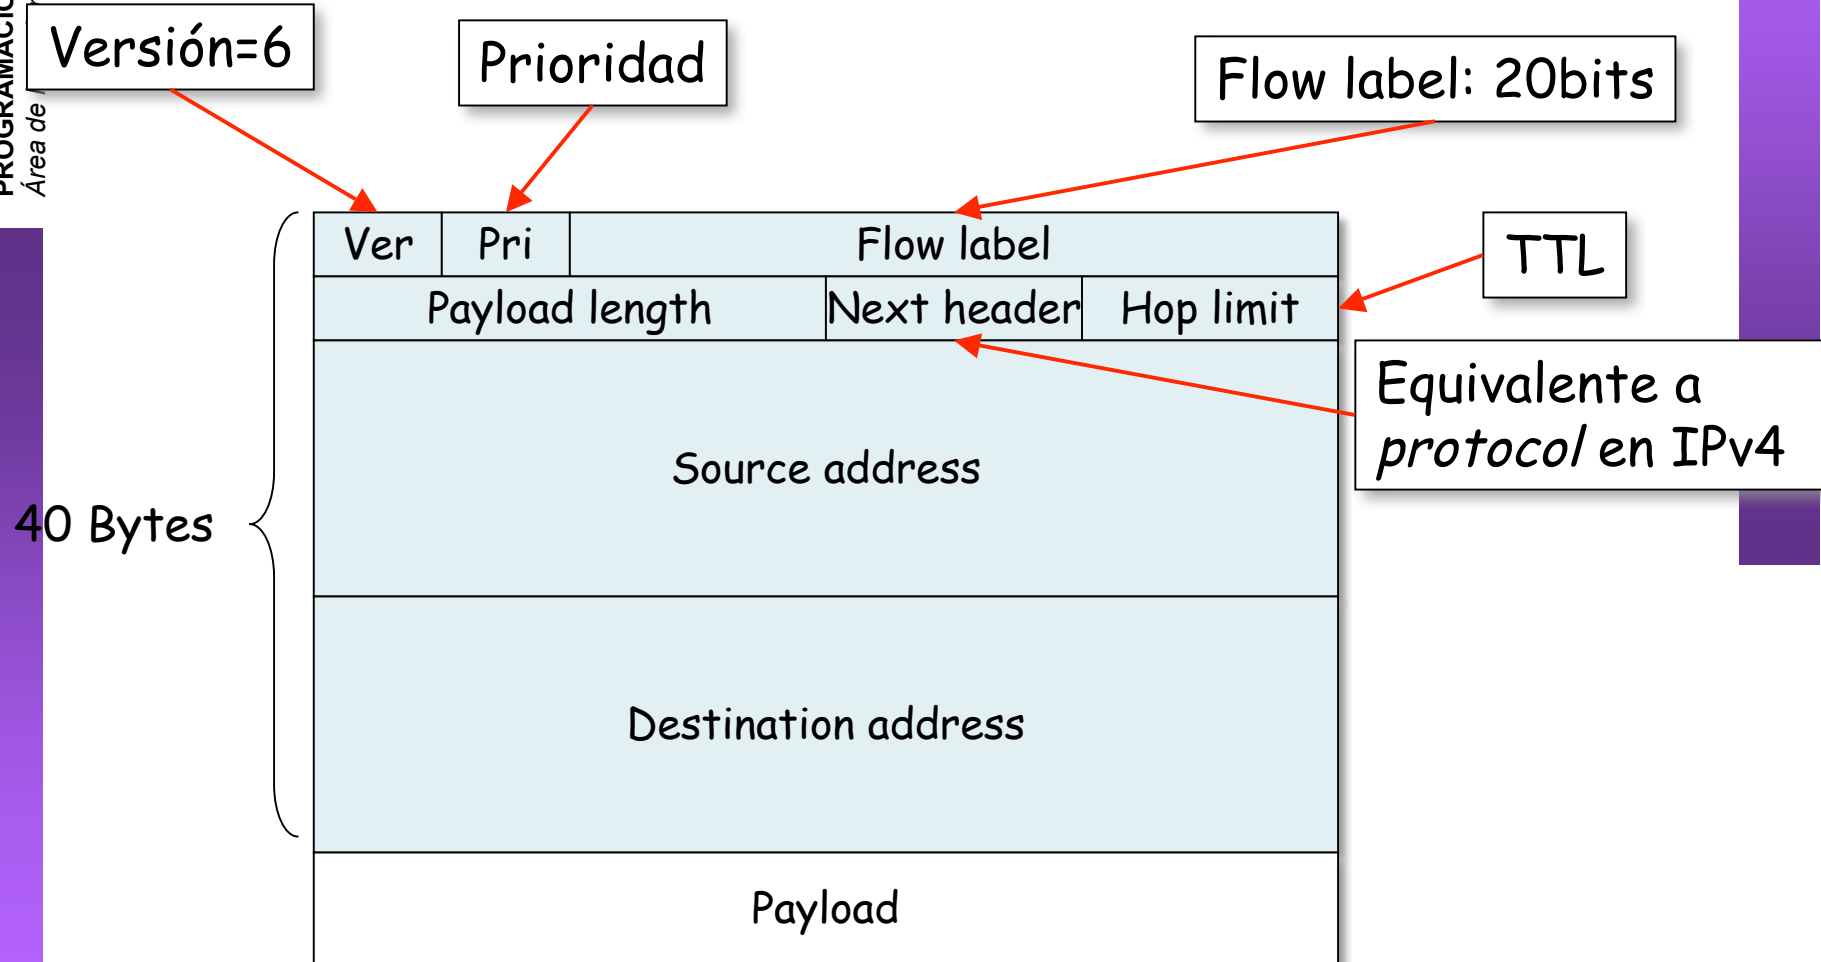 PROGRAMACIÓ
Área de
Versión=6
Prioridad
Flow label: 20bits
Ver
Pri
Flow label
TTL
Payload length
Next header
Hop limit
Equivalente a
protocol en IPv4
Source address
40 Bytes
Destination address
Payload